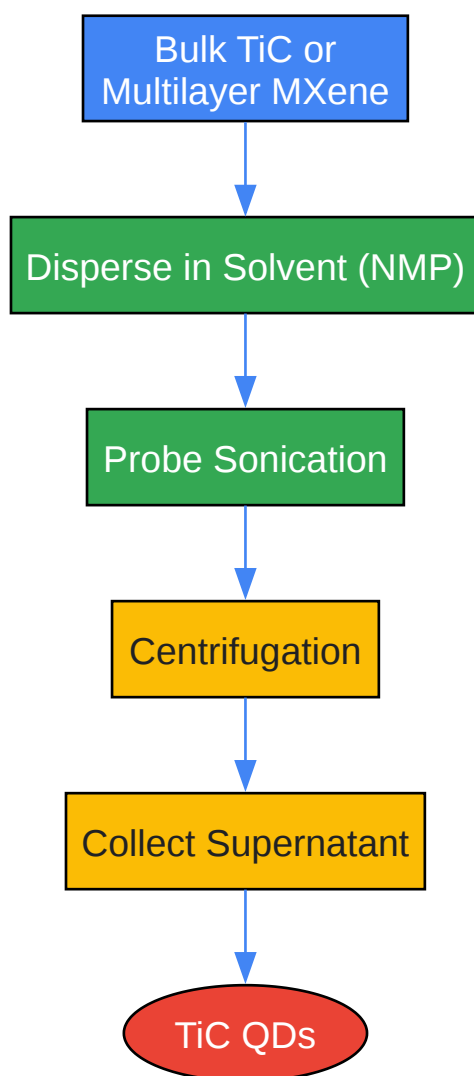 Bulk TiC or
Multilayer MXene
Disperse in Solvent (NMP)
Probe Sonication
Centrifugation
Collect Supernatant
TiC QDs